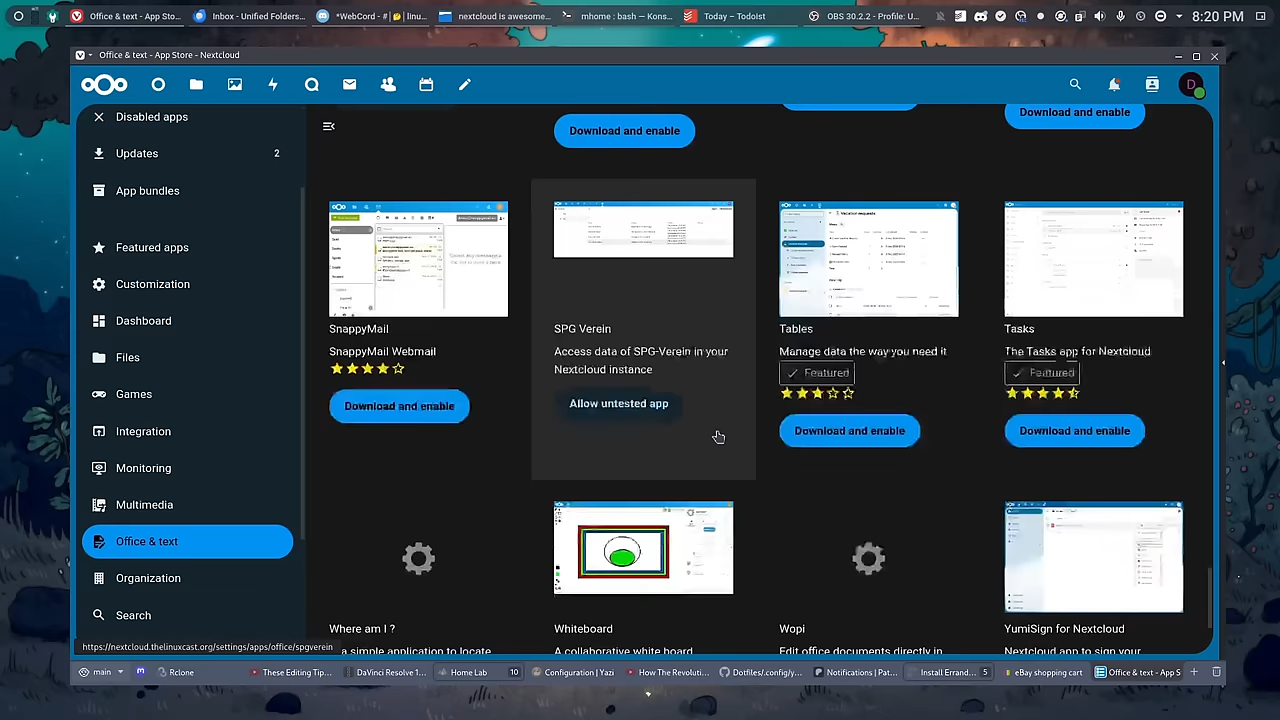 Office & text - App Sto...
Inbox - Unified Folders...
*WebCord - # | 🤔 | linu...
nextcloud is awesome...
mhome : bash — Kons...
Today – Todoist
OBS 30.2.2 - Profile: U...
8:20 PM
Office & text - App Store - Nextcloud
D
Disabled apps
Updates 2
App bundles
Featured apps
Customization
Dashboard
Files
Games
Integration
Monitoring
Multimedia
Office & text
Organization
Search
Download and enable
Download and enable
SnappyMail
SnappyMail Webmail
Download and enable
SPG Verein
Access data of SPG-Verein in your
Nextcloud instance
Allow untested app
Vacation requests
Tables
Manage data the way you need it
Featured
Download and enable
Tasks
The Tasks app for Nextcloud
Featured
Download and enable
Where am I ?
a simple application to locate
Whiteboard
A collaborative white board
Wopi
Edit office documents directly in
YumiSign for Nextcloud
Nextcloud app to sign your
https://nextcloud.thelinuxcast.org/settings/apps/office/spgverein
main
Rclone
These Editing Tip...
DaVinci Resolve 1...
Home Lab 10
Configuration | Yazi
How The Revoluti...
Dotfiles/.config/y...
Notifications | Pat...
Install Errand... 5
eBay shopping cart
Office & text - App S